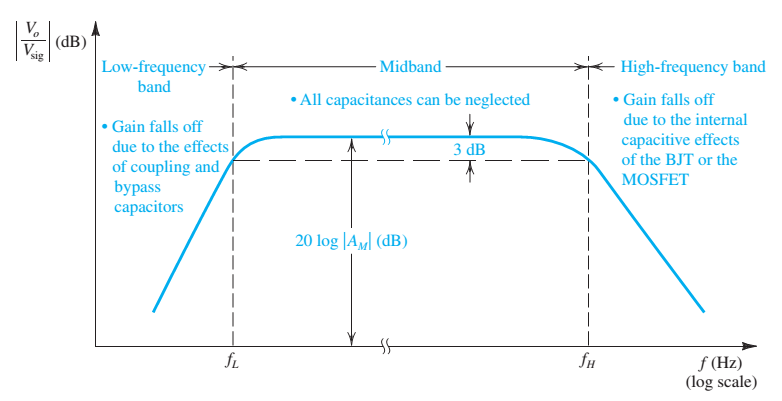 |Vo/Vsig| (dB)
Low-frequency
band
Midband
High-frequency band
• All capacitances can be neglected
• Gain falls off
due to the effects
of coupling and
bypass
capacitors
• Gain falls off
due to the internal
capacitive effects
of the BJT or the
MOSFET
3 dB
20 log |AM| (dB)
fL
fH
f (Hz)
(log scale)